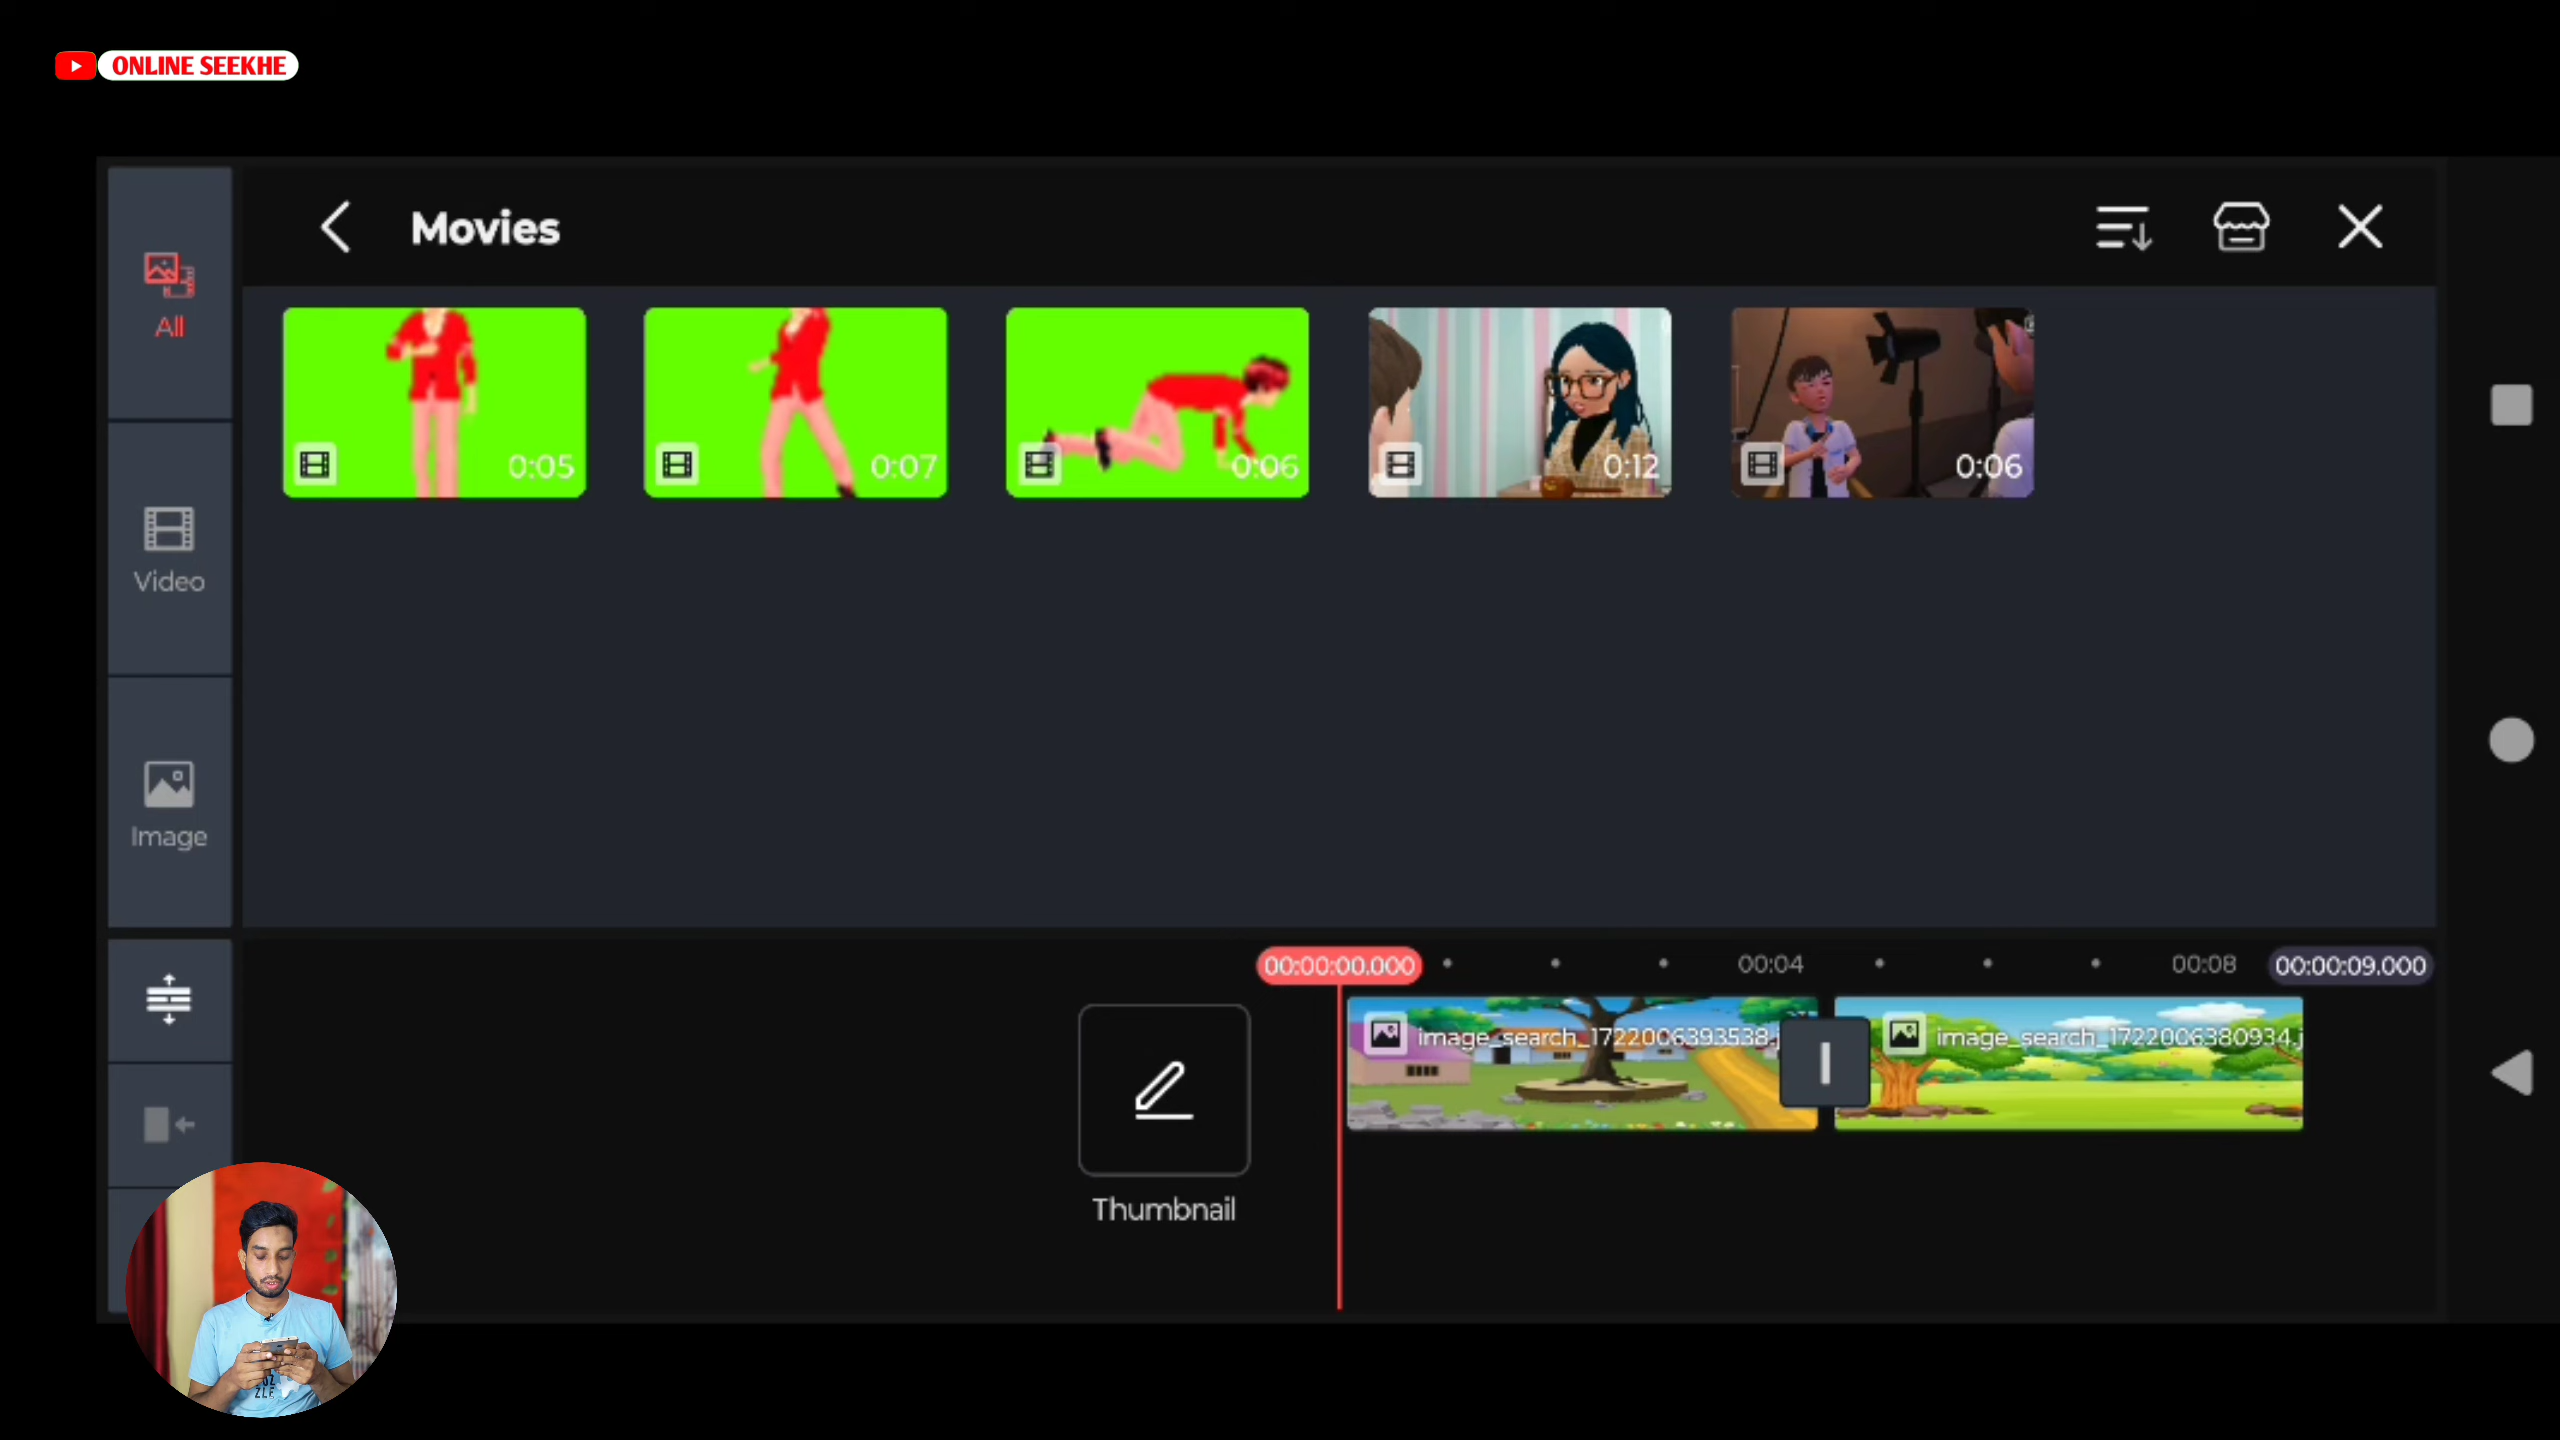 ONLINE SEEKHE
Movies
All
Video
Image
0:05
0:07
0:06
0:12
0:06
00:00:00.000
00:04
00:08
00:00:09.000
image_search_1722006393538.j
image_search_1722006380934.j
Thumbnail